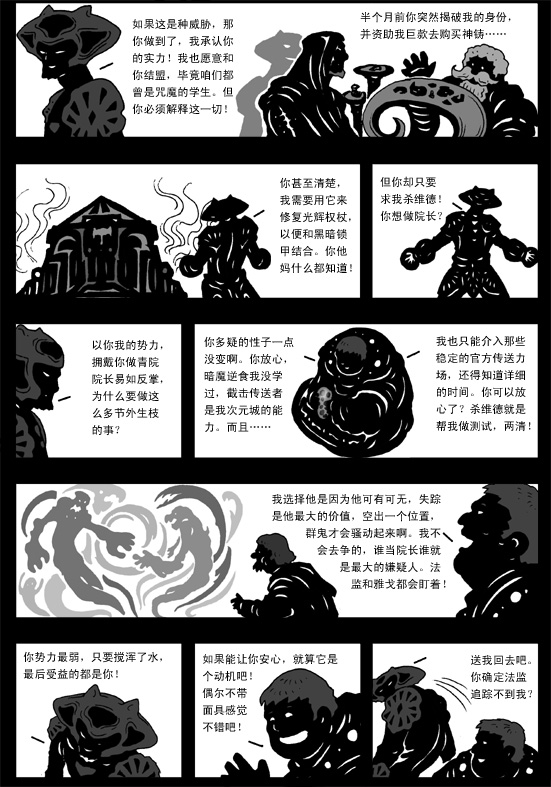 如果这是种威胁，那
你做到了，我承认你
的实力！我也愿意和
你结盟，毕竟咱们都
曾是咒魔的学生。但
你必须解释这一切！
半个月前你突然揭破我的身份，
并资助我巨款去购买神铸……
你甚至清楚，
我需要用它来
修复光辉权杖，
以便和黑暗锁
甲结合。你他
妈什么都知道！
但你却只要
求我杀维德！
你想做院长？
以你我的势力，
拥戴你做青院
院长易如反掌，
为什么要做这
么多节外生枝
的事？
你多疑的性子一点
没变啊。你放心，
暗魔逆食我没学
过，截击传送者
是我次元城的能
力。而且……
我也只能介入那些
稳定的官方传送力
场，还得知道详细
的时间。你可以放
心了？杀维德就是
帮我做测试，两清！
我选择他是因为他可有可无，失踪
是他最大的价值，空出一个位置，
群鬼才会骚动起来啊。我不
会去争的，谁当院长谁就
是最大的嫌疑人。法
监和雅戈都会盯着！
你势力最弱，只要搅浑了水，
最后受益的都是你！
如果能让你安心，就算它是
个动机吧！
偶尔不带
面具感觉
不错吧！
送我回去吧。
你确定法监
追踪不到我？